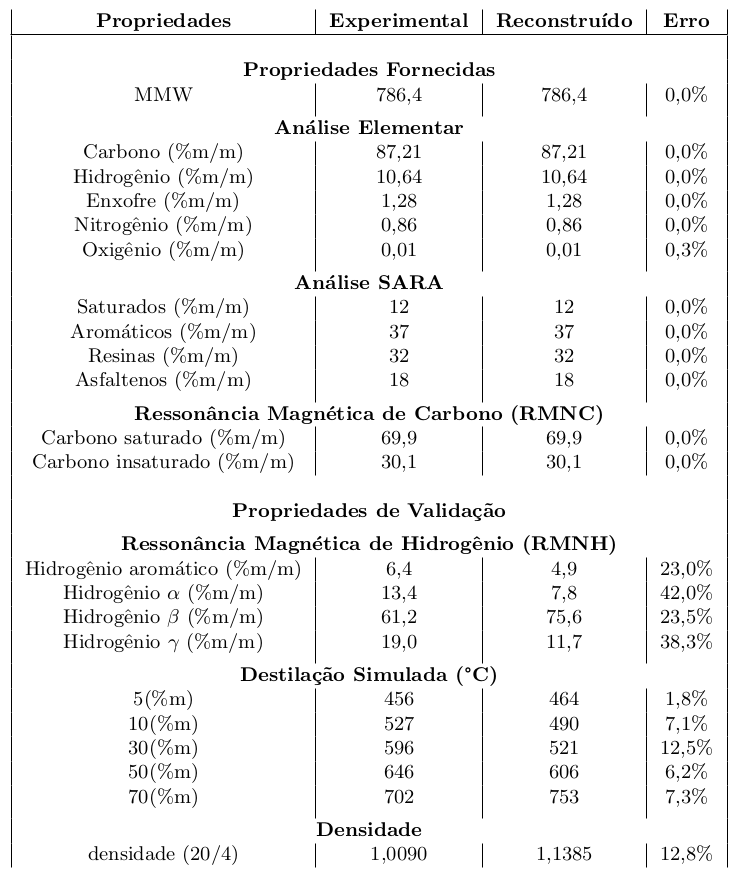 Propriedades Experimental Reconstruído Erro
Propriedades Fornecidas
MMW 786,4 786,4 0,0%
Análise Elementar
Carbono (%m/m) 87,21 87,21 0,0%
Hidrogênio (%m/m) 10,64 10,64 0,0%
Enxofre (%m/m) 1,28 1,28 0,0%
Nitrogênio (%m/m) 0,86 0,86 0,0%
Oxigênio (%m/m) 0,01 0,01 0,3%
Análise SARA
Saturados (%m/m) 12 12 0,0%
Aromáticos (%m/m) 37 37 0,0%
Resinas (%m/m) 32 32 0,0%
Asfaltenos (%m/m) 18 18 0,0%
Ressonância Magnética de Carbono (RMNC)
Carbono saturado (%m/m) 69,9 69,9 0,0%
Carbono insaturado (%m/m) 30,1 30,1 0,0%
Propriedades de Validação
Ressonância Magnética de Hidrogênio (RMNH)
Hidrogênio aromático (%m/m) 6,4 4,9 23,0%
Hidrogênio α (%m/m) 13,4 7,8 42,0%
Hidrogênio β (%m/m) 61,2 75,6 23,5%
Hidrogênio γ (%m/m) 19,0 11,7 38,3%
Destilação Simulada (°C)
5(%m) 456 464 1,8%
10(%m) 527 490 7,1%
30(%m) 596 521 12,5%
50(%m) 646 606 6,2%
70(%m) 702 753 7,3%
Densidade
densidade (20/4) 1,0090 1,1385 12,8%